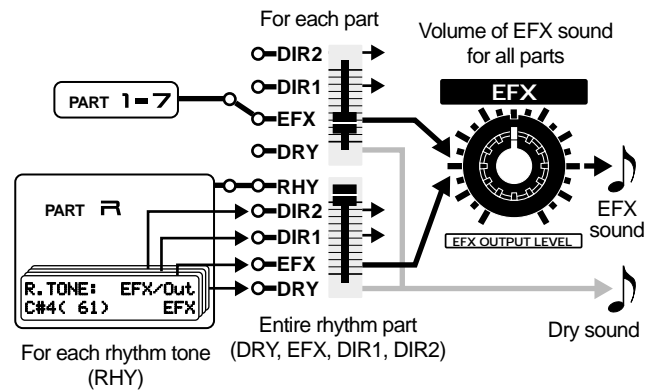 For each part
Volume of EFX sound
for all parts
DIR2
DIR1
PART 1-7
EFX
DRY
EFX
RHY
PART R
DIR2
DIR1
EFX
DRY
R.TONE: EFX/Out
C#4( 61) EFX
EFX OUTPUT LEVEL
EFX
sound
Dry sound
For each rhythm tone
(RHY)
Entire rhythm part
(DRY, EFX, DIR1, DIR2)